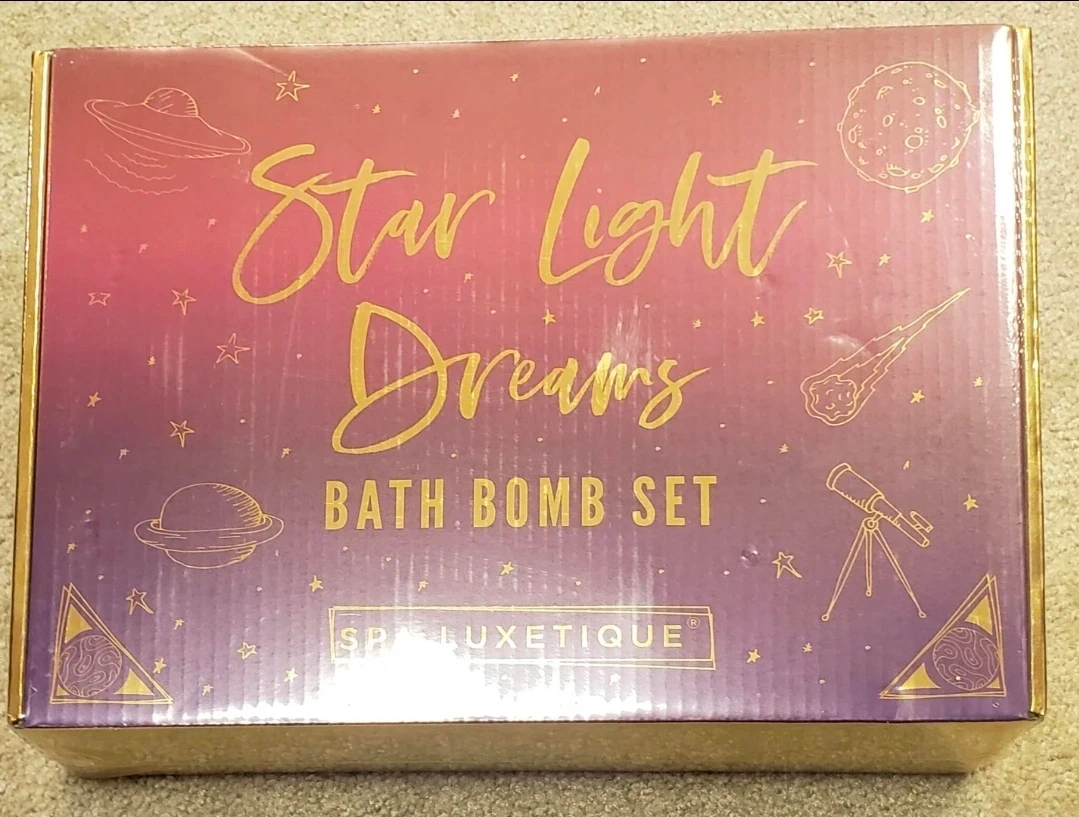 Star Light
Dreams
BATH BOMB SET
SPA LUXETIQUE®